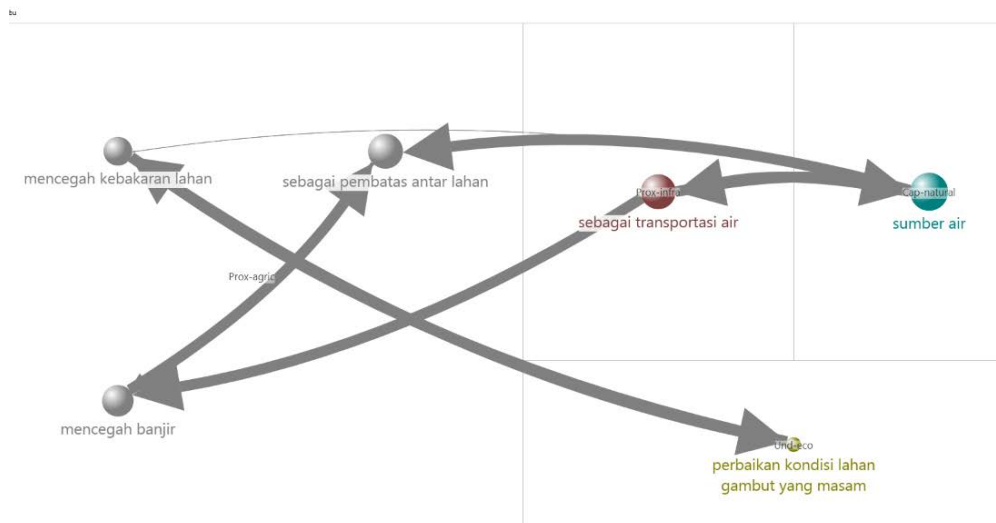 tu
mencegah kebakaran lahan
sebagai pembatas antar lahan
Prox-infra
Cap-natural
sebagai transportasi air
sumber air
Prox-agric
mencegah banjir
Und-eco
perbaikan kondisi lahan
gambut yang masam